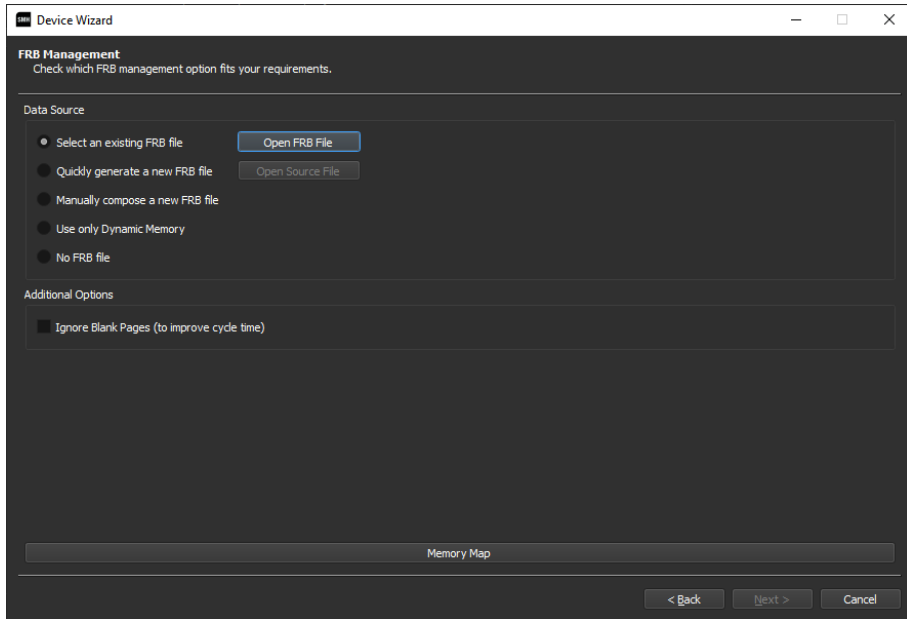 SMH Device Wizard
FRB Management
Check which FRB management option fits your requirements.
Data Source
Select an existing FRB file Open FRB File
Quickly generate a new FRB file Open Source File
Manually compose a new FRB file
Use only Dynamic Memory
No FRB file
Additional Options
Ignore Blank Pages (to improve cycle time)
Memory Map
< Back Next > Cancel